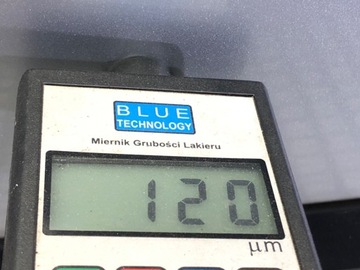 BLUE
TECHNOLOGY
Miernik Grubości Lakieru
120
µm